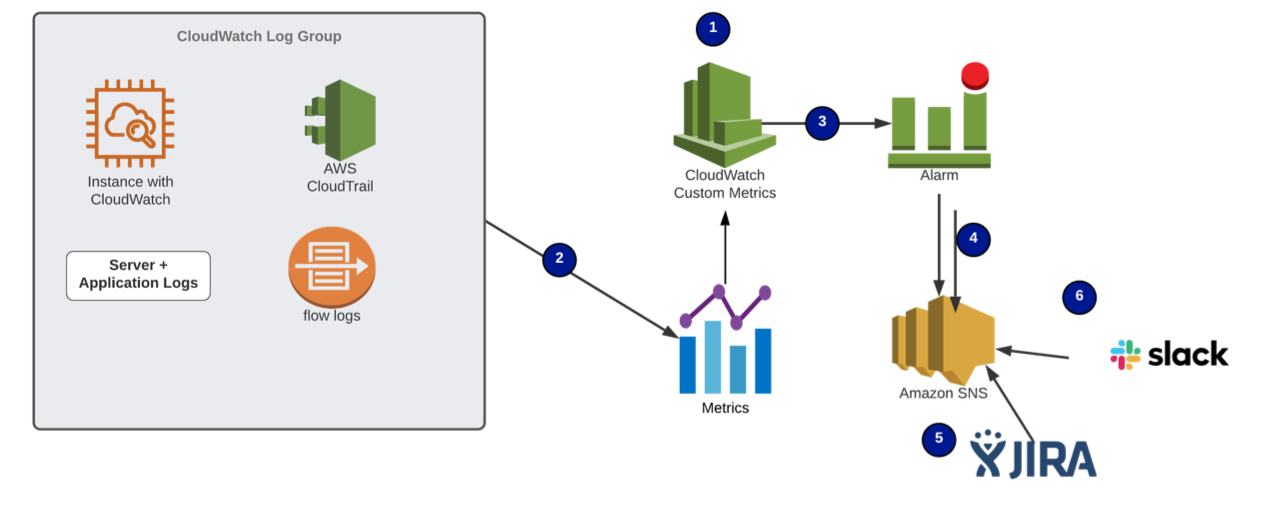 CloudWatch Log Group
Instance with
CloudWatch
AWS
CloudTrail
Server +
Application Logs
flow logs
1
2
3
4
5
6
CloudWatch
Custom Metrics
Alarm
Metrics
Amazon SNS
slack
JIRA